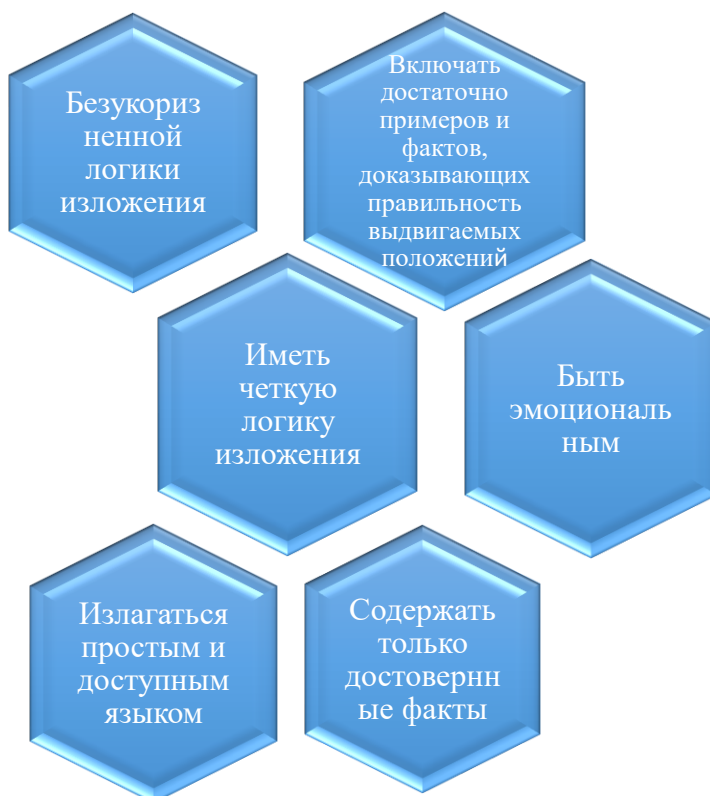 Безукориз
ненной
логики
изложения
Включать
достаточно
примеров и
фактов,
доказывающих
правильность
выдвигаемых
положений
Иметь
четкую
логику
изложения
Быть
эмоциональ
ным
Излагаться
простым и
доступным
языком
Содержать
только
достовернн
ые факты